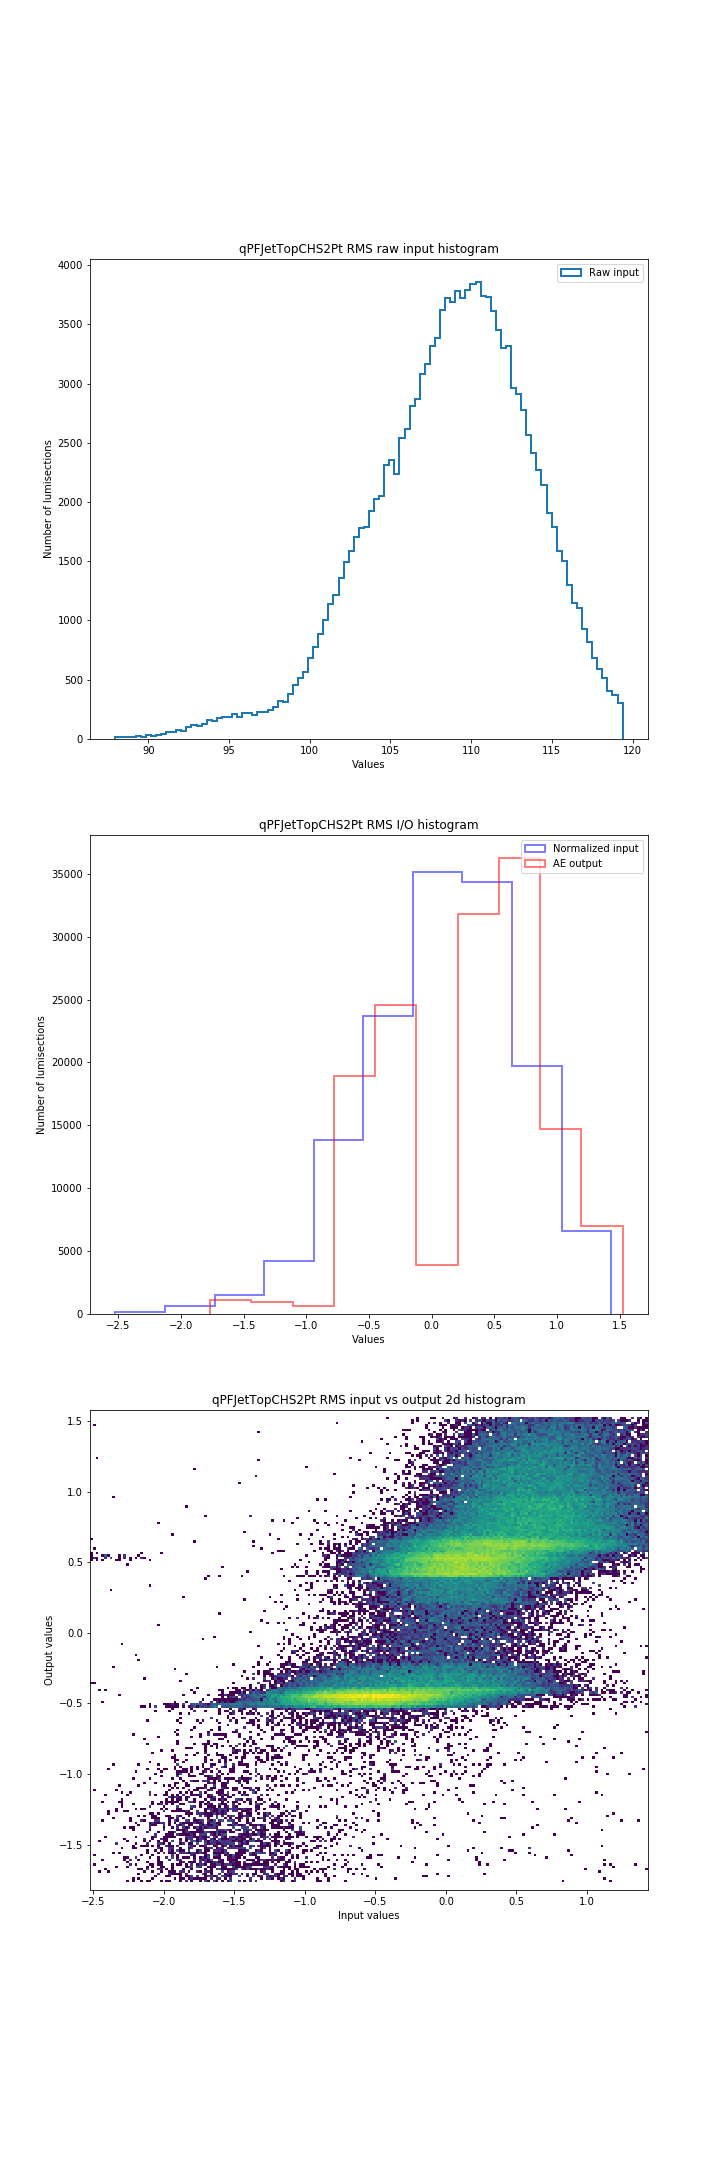 qPFJetTopCHS2Pt RMS raw input histogram
Raw input
4000
3500
3000
2500
2000
1500
1000
500
0
Number of lumisections
90 95 100 105 110 115 120
Values
qPFJetTopCHS2Pt RMS I/O histogram
Normalized input
AE output
35000
30000
25000
20000
15000
10000
5000
0
Number of lumisections
−2.5 −2.0 −1.5 −1.0 −0.5 0.0 0.5 1.0 1.5
Values
qPFJetTopCHS2Pt RMS input vs output 2d histogram
1.5
1.0
0.5
0.0
−0.5
−1.0
−1.5
Output values
−2.5 −2.0 −1.5 −1.0 −0.5 0.0 0.5 1.0
Input values